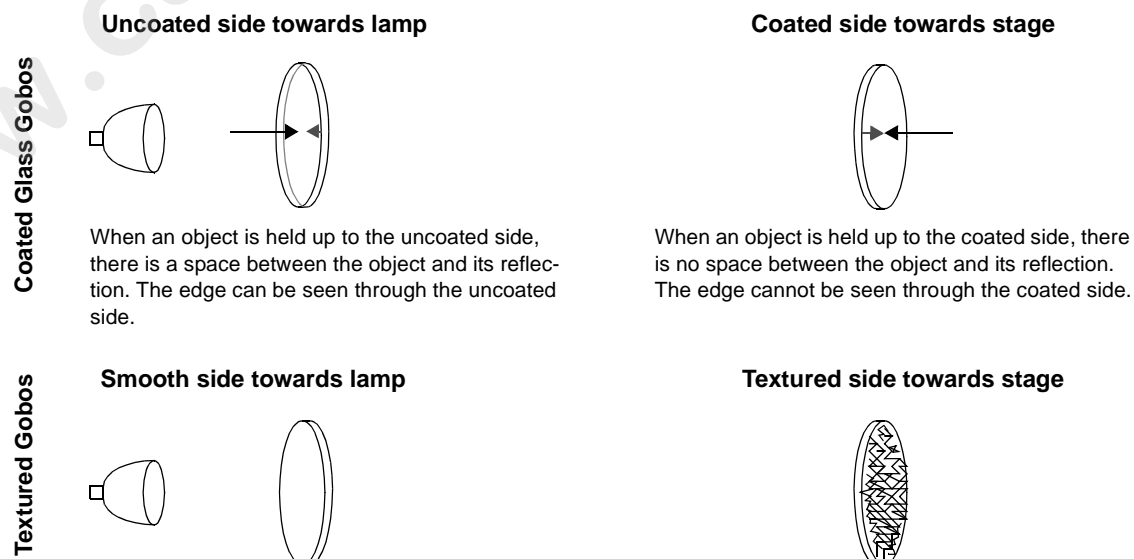 Uncoated side towards lamp
Coated side towards stage
Coated Glass Gobos
When an object is held up to the uncoated side,
there is a space between the object and its reflec-
tion. The edge can be seen through the uncoated
side.
When an object is held up to the coated side, there
is no space between the object and its reflection.
The edge cannot be seen through the coated side.
Smooth side towards lamp
Textured side towards stage
Textured Gobos